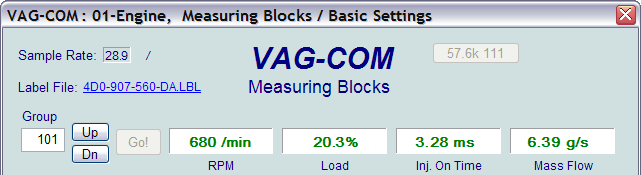 VAG-COM: 01-Engine, Measuring Blocks / Basic Settings
Sample Rate: 28.9 /
VAG-COM
57.6k 111
Label File: 4D0-907-560-DA.LBL
Measuring Blocks
Group
101 Up Dn Go! 680 /min 20.3% 3.28 ms 6.39 g/s
RPM Load Inj. On Time Mass Flow